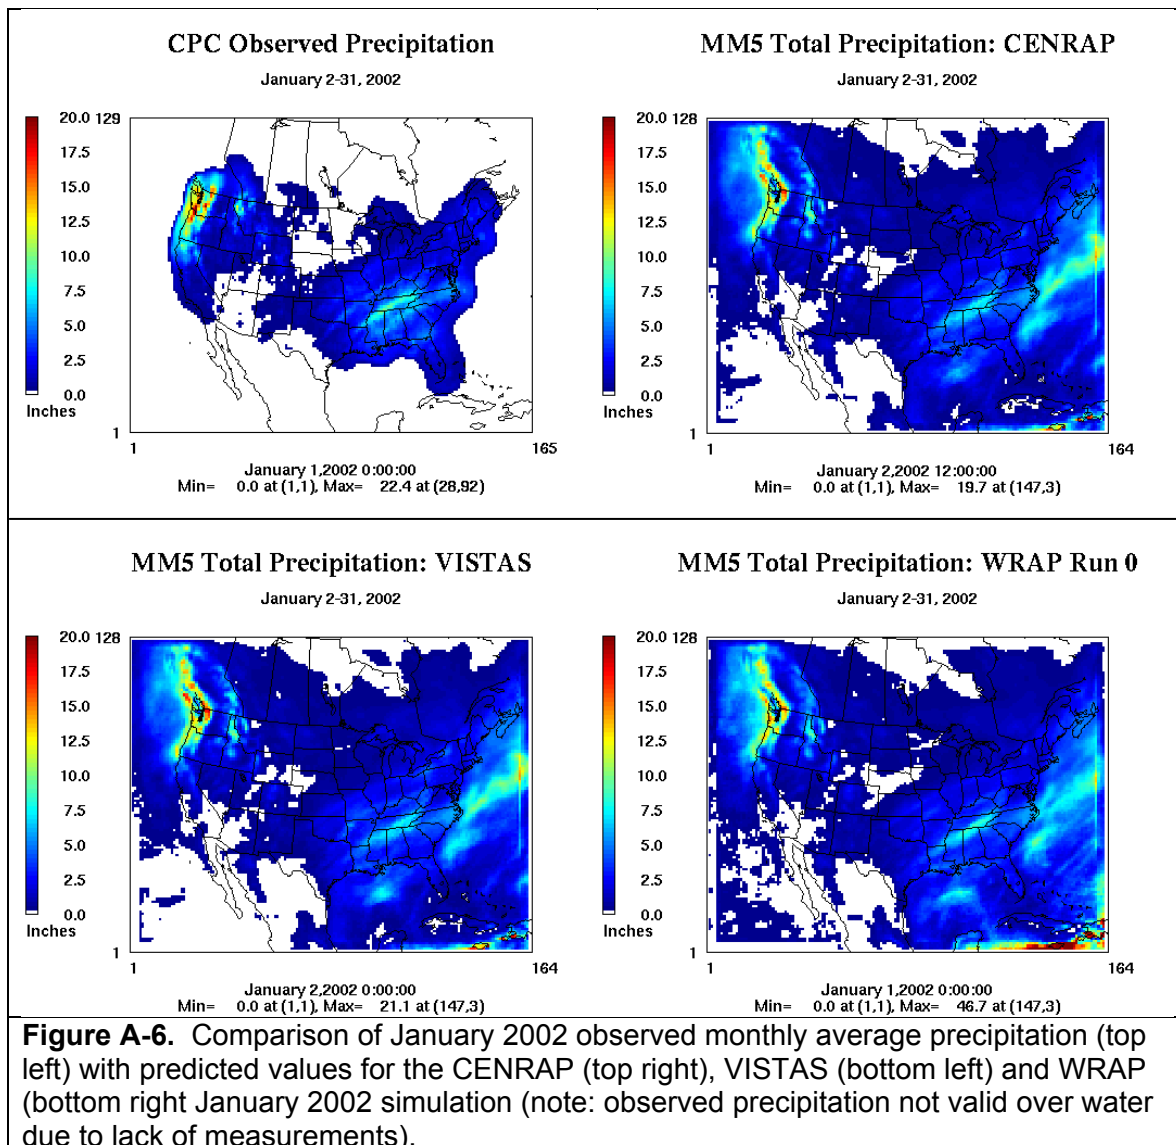 CPC Observed Precipitation
January 2-31, 2002
20.0
17.5
15.0
12.5
10.0
7.5
5.0
2.5
0.0
Inches
129
1
1
165
January 1,2002 0:00:00
Min= 0.0 at (1,1), Max= 22.4 at (28,92)
MM5 Total Precipitation: CENRAP
January 2-31, 2002
20.0
17.5
15.0
12.5
10.0
7.5
5.0
2.5
0.0
Inches
128
1
1
164
January 2,2002 12:00:00
Min= 0.0 at (1,1), Max= 19.7 at (147,3)
MM5 Total Precipitation: VISTAS
January 2-31, 2002
20.0
17.5
15.0
12.5
10.0
7.5
5.0
2.5
0.0
Inches
128
1
1
164
January 2,2002 0:00:00
Min= 0.0 at (1,1), Max= 21.1 at (147,3)
MM5 Total Precipitation: WRAP Run 0
January 2-31, 2002
20.0
17.5
15.0
12.5
10.0
7.5
5.0
2.5
0.0
Inches
128
1
1
164
January 1,2002 0:00:00
Min= 0.0 at (1,1), Max= 46.7 at (147,3)
Figure A-6. Comparison of January 2002 observed monthly average precipitation (top
left) with predicted values for the CENRAP (top right), VISTAS (bottom left) and WRAP
(bottom right January 2002 simulation (note: observed precipitation not valid over water
due to lack of measurements).